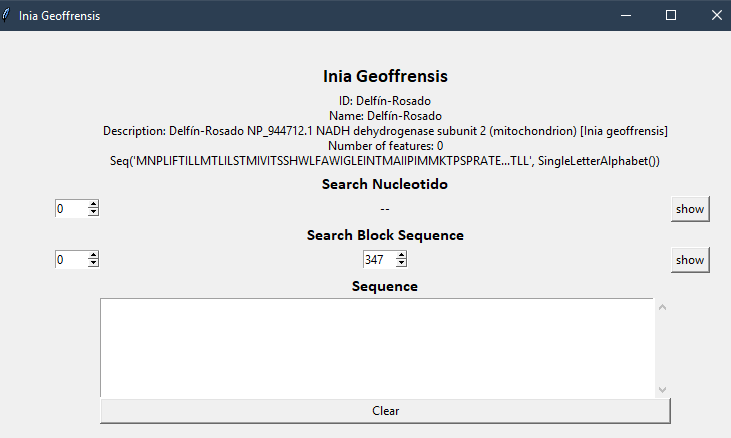 Inia Geoffrensis
Inia Geoffrensis
ID: Delfín-Rosado
Name: Delfín-Rosado
Description: Delfín-Rosado NP_944712.1 NADH dehydrogenase subunit 2 (mitochondrion) [Inia geoffrensis]
Number of features: 0
Seq('MNPLIFTILLMTLILSTMIVITSSHWLFAWIGLEINTMAIIPIMMKTPSPRATE...TLL', SingleLetterAlphabet())
Search Nucleotido
0 -- show
Search Block Sequence
0 347 show
Sequence
Clear